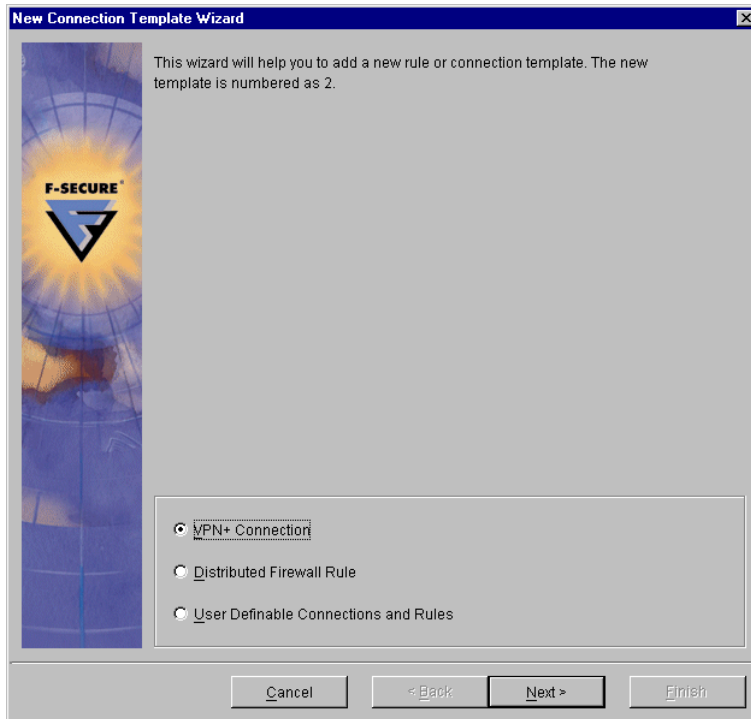 New Connection Template Wizard
This wizard will help you to add a new rule or connection template. The new
template is numbered as 2.
F-SECURE®
VPN+ Connection
Distributed Firewall Rule
User Definable Connections and Rules
Cancel
< Back
Next >
Finish